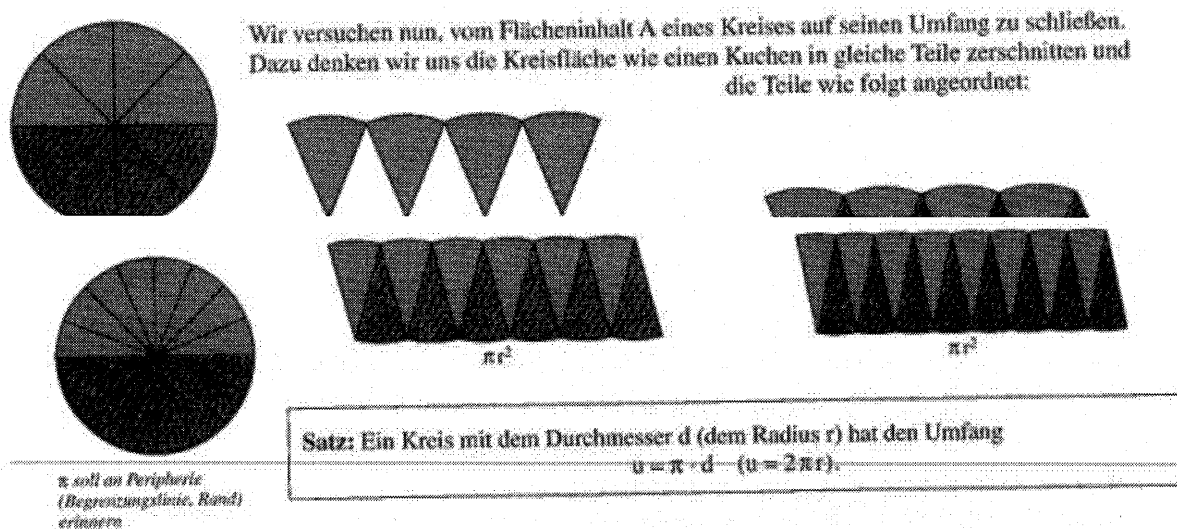 Wir versuchen nun, vom Flächeninhalt A eines Kreises auf seinen Umfang zu schließen.
Dazu denken wir uns die Kreisfläche wie einen Kuchen in gleiche Teile zerschnitten und
die Teile wie folgt angeordnet:
πr²
πr²
Satz: Ein Kreis mit dem Durchmesser d (dem Radius r) hat den Umfang
u = π · d (u = 2πr).
π soll an Peripherie
(Begrenzungslinie, Rand)
erinnern